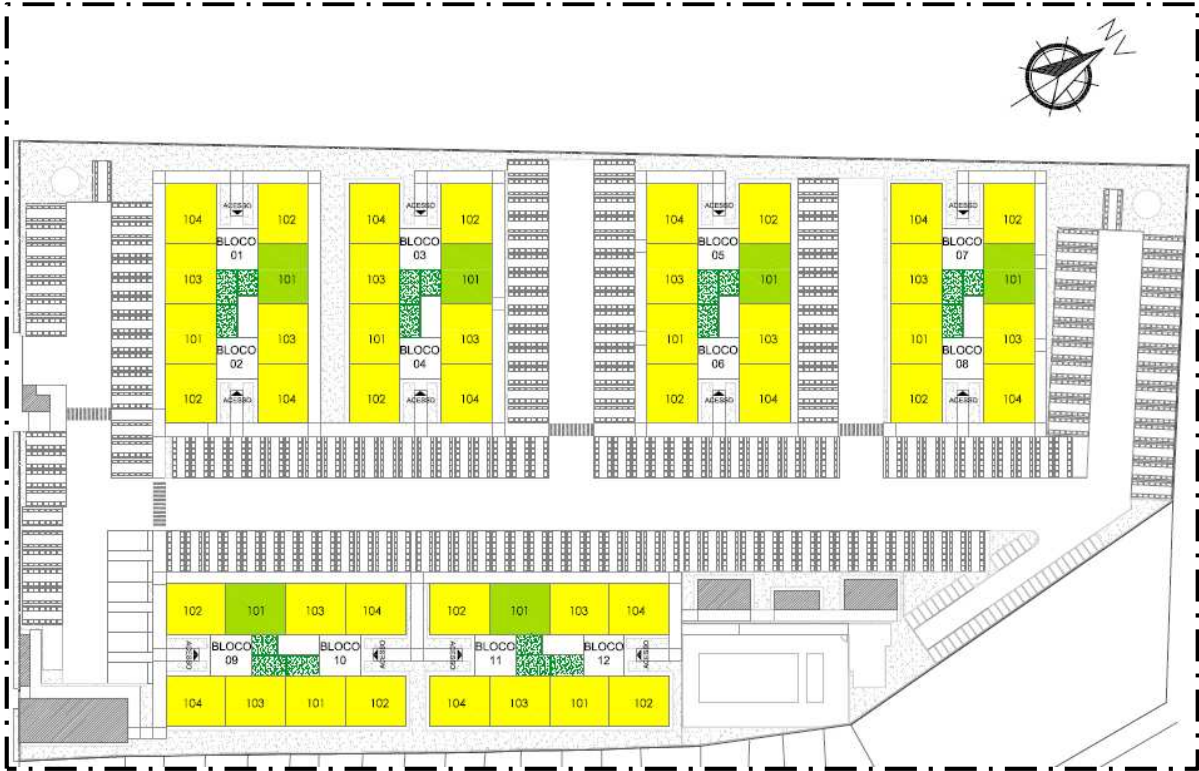 N
104 ACESSO 102 104 ACESSO 102 104 ACESSO 102 104 ACESSO 102
BLOCO BLOCO BLOCO BLOCO
01 03 05 07
103 101 103 101 103 101 103 101
101 103 101 103 101 103 101 103
BLOCO BLOCO BLOCO BLOCO
02 04 06 08
102 ACESSO 104 102 ACESSO 104 102 ACESSO 104 102 ACESSO 104
102 101 103 104 102 101 103 104
ACESSO BLOCO BLOCO ACESSO ACESSO BLOCO BLOCO ACESSO
09 10 11 12
104 103 101 102 104 103 101 102